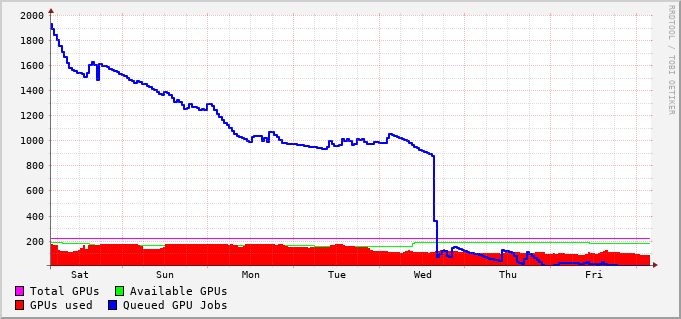 2000
1800
1600
1400
1200
1000
800
600
400
200
Sat Sun Mon Tue Wed Thu Fri
Total GPUs Available GPUs
GPUs used Queued GPU Jobs
RRDTOOL / TOBI OETIKER